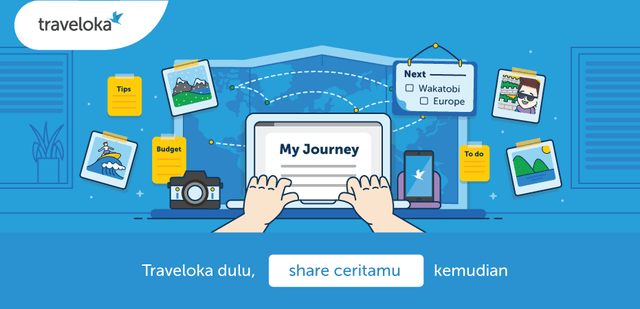 traveloka
Tips
Next
Wakatobi
Europe
Budget
My Journey
To do
Traveloka dulu, share ceritamu kemudian